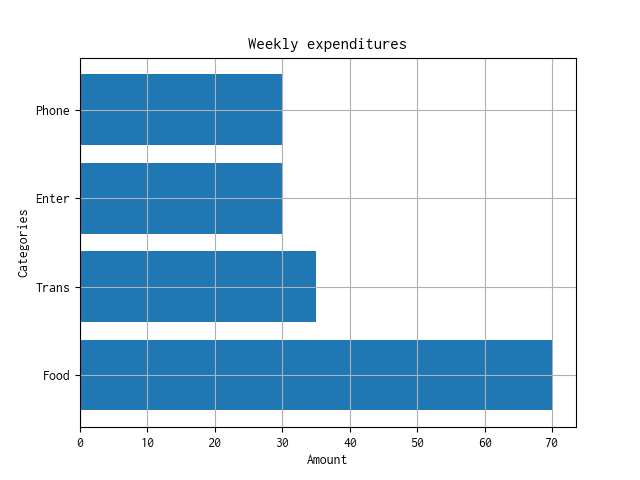 Weekly expenditures
Phone
Enter
Trans
Food
Categories
0 10 20 30 40 50 60 70
Amount